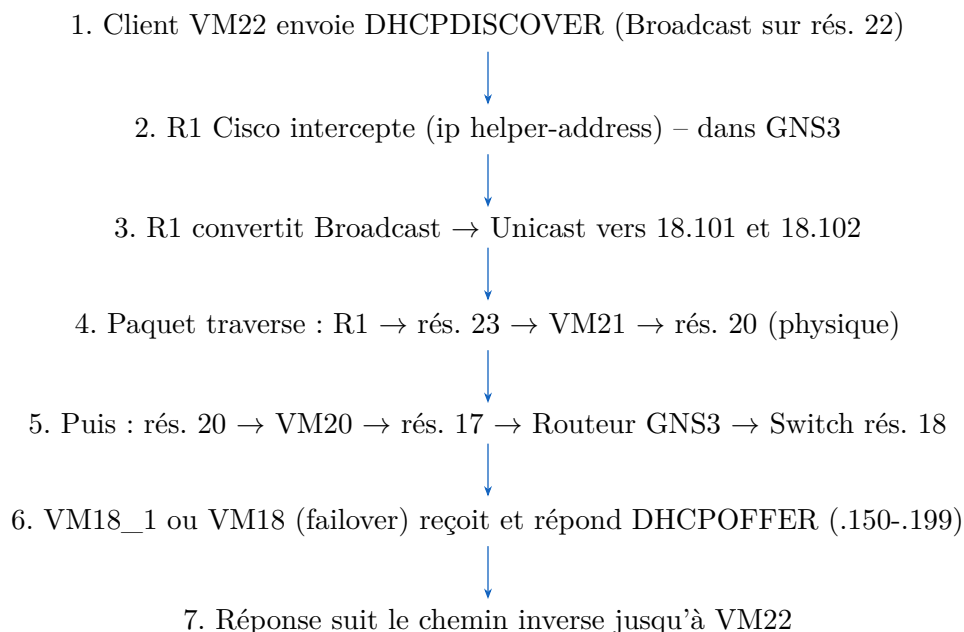 1. Client VM22 envoie DHCPDISCOVER (Broadcast sur rés. 22)
2. R1 Cisco intercepte (ip helper-address) – dans GNS3
3. R1 convertit Broadcast → Unicast vers 18.101 et 18.102
4. Paquet traverse : R1 → rés. 23 → VM21 → rés. 20 (physique)
5. Puis : rés. 20 → VM20 → rés. 17 → Routeur GNS3 → Switch rés. 18
6. VM18_1 ou VM18 (failover) reçoit et répond DHCPOFFER (.150-.199)
7. Réponse suit le chemin inverse jusqu'à VM22